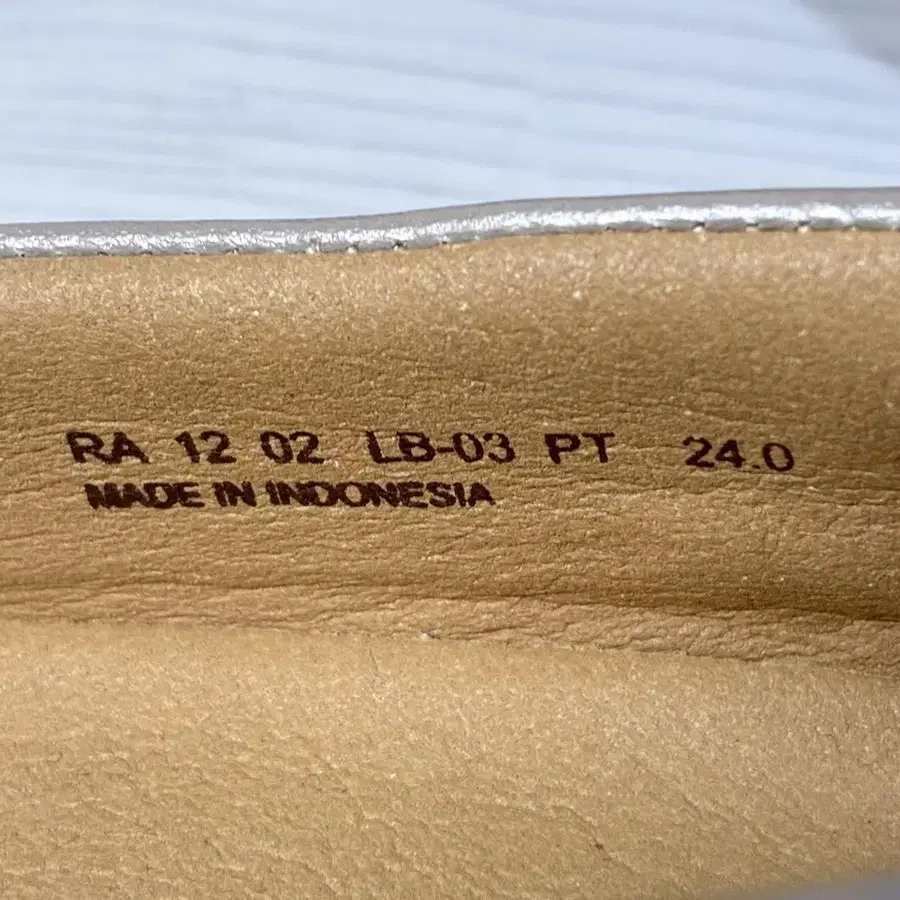 RA 12 02 LB-03 PT 24.0
MADE IN INDONESIA